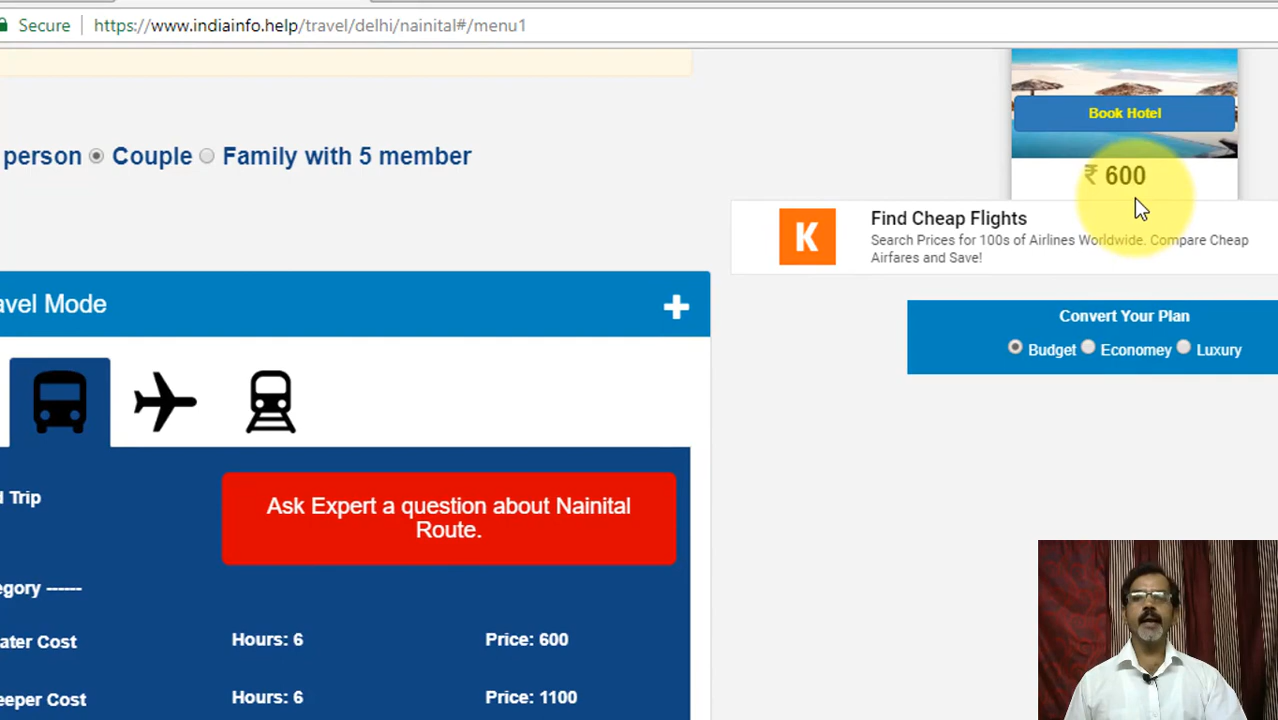 Secure https://www.indiainfo.help/travel/delhi/nainital#/menu1
Book Hotel
person Couple Family with 5 member
₹ 600
K
Find Cheap Flights
Search Prices for 100s of Airlines Worldwide. Compare Cheap
Airfares and Save!
avel Mode
Convert Your Plan
Budget Economey Luxury
d Trip
Ask Expert a question about Nainital
Route.
egory ------
ater Cost Hours: 6 Price: 600
eeper Cost Hours: 6 Price: 1100